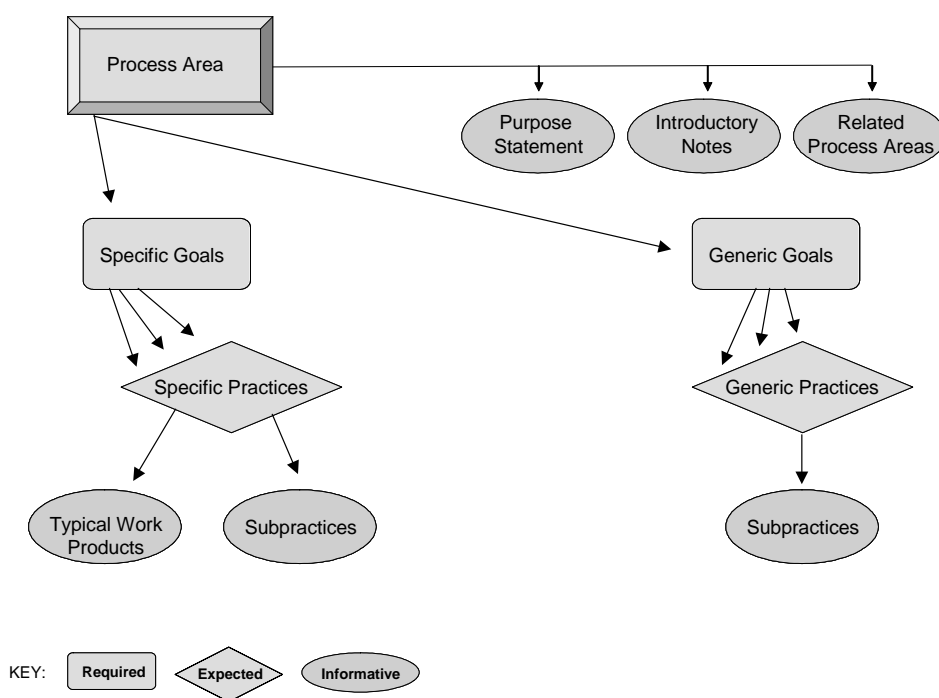 Process Area
Purpose
Statement
Introductory
Notes
Related
Process Areas
Specific Goals
Generic Goals
Specific Practices
Generic Practices
Typical Work
Products
Subpractices
Subpractices
KEY:
Required
Expected
Informative